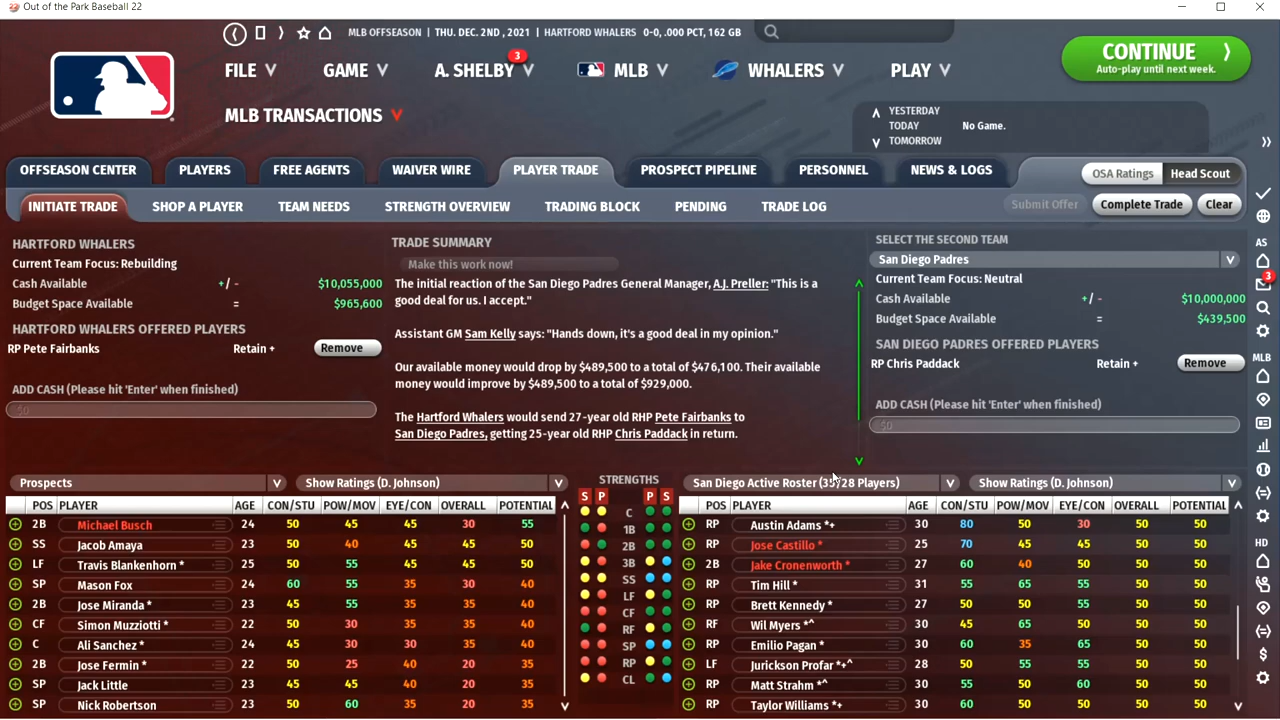 Out of the Park Baseball 22
MLB OFFSEASON | THU. DEC. 2ND , 2021 | HARTFORD WHALERS 0-0, .000 PCT, 162 GB
CONTINUE
Auto-play until next week.
FILE GAME A. SHELBY 3 MLB WHALERS PLAY
MLB TRANSACTIONS
YESTERDAY
TODAY No Game.
TOMORROW
OFFSEASON CENTER PLAYERS FREE AGENTS WAIVER WIRE PLAYER TRADE PROSPECT PIPELINE PERSONNEL NEWS & LOGS OSA Ratings Head Scout
INITIATE TRADE SHOP A PLAYER TEAM NEEDS STRENGTH OVERVIEW TRADING BLOCK PENDING TRADE LOG Submit Offer Complete Trade Clear
HARTFORD WHALERS
Current Team Focus: Rebuilding
Cash Available +/ - $10,055,000
Budget Space Available = $965,600
HARTFORD WHALERS OFFERED PLAYERS
RP Pete Fairbanks Retain + Remove
ADD CASH (Please hit 'Enter' when finished)
$0
TRADE SUMMARY
Make this work now!
The initial reaction of the San Diego Padres General Manager, A.J. Preller: "This is a
good deal for us. I accept."
Assistant GM Sam Kelly says: "Hands down, it's a good deal in my opinion."
Our available money would drop by $489,500 to a total of $476,100. Their available
money would improve by $489,500 to a total of $929,000.
The Hartford Whalers would send 27-year old RHP Pete Fairbanks to
San Diego Padres, getting 25-year old RHP Chris Paddack in return.
SELECT THE SECOND TEAM
San Diego Padres
Current Team Focus: Neutral
Cash Available +/ - $10,000,000
Budget Space Available = $439,500
SAN DIEGO PADRES OFFERED PLAYERS
RP Chris Paddack Retain + Remove
ADD CASH (Please hit 'Enter' when finished)
$0
Prospects Show Ratings (D. Johnson)
POS PLAYER AGE CON/STU POW/MOV EYE/CON OVERALL POTENTIAL
2B Michael Busch 24 50 45 45 30 55
SS Jacob Amaya 23 50 40 45 45 50
LF Travis Blankenhorn * 25 50 55 45 45 50
SP Mason Fox 24 60 55 35 30 40
2B Jose Miranda * 23 45 55 35 35 40
CF Simon Muzziotti * 22 50 30 35 35 40
C Ali Sanchez * 24 45 30 30 35 40
2B Jose Fermin * 22 50 25 40 20 35
SP Jack Little 24 45 45 40 20 35
SP Nick Robertson 23 50 60 35 20 35
STRENGTHS
S P P S
C
1B
2B
3B
SS
LF
CF
RF
SP
RP
CL
San Diego Active Roster (35/28 Players) Show Ratings (D. Johnson)
POS PLAYER AGE CON/STU POW/MOV EYE/CON OVERALL POTENTIAL
RP Austin Adams *+ 30 80 50 30 50 50
RP Jose Castillo * 25 70 45 45 50 50
2B Jake Cronenworth * 27 60 40 50 50 50
RP Tim Hill * 31 55 65 55 50 50
RP Brett Kennedy * 27 50 50 55 50 50
RF Wil Myers *^ 30 45 65 50 50 50
RP Emilio Pagan * 30 60 35 65 50 50
LF Jurickson Profar *+^ 28 50 55 55 50 50
RP Matt Strahm *^ 30 55 50 60 50 50
RP Taylor Williams *+ 30 60 55 50 50 50
AS
3
MLB
HD